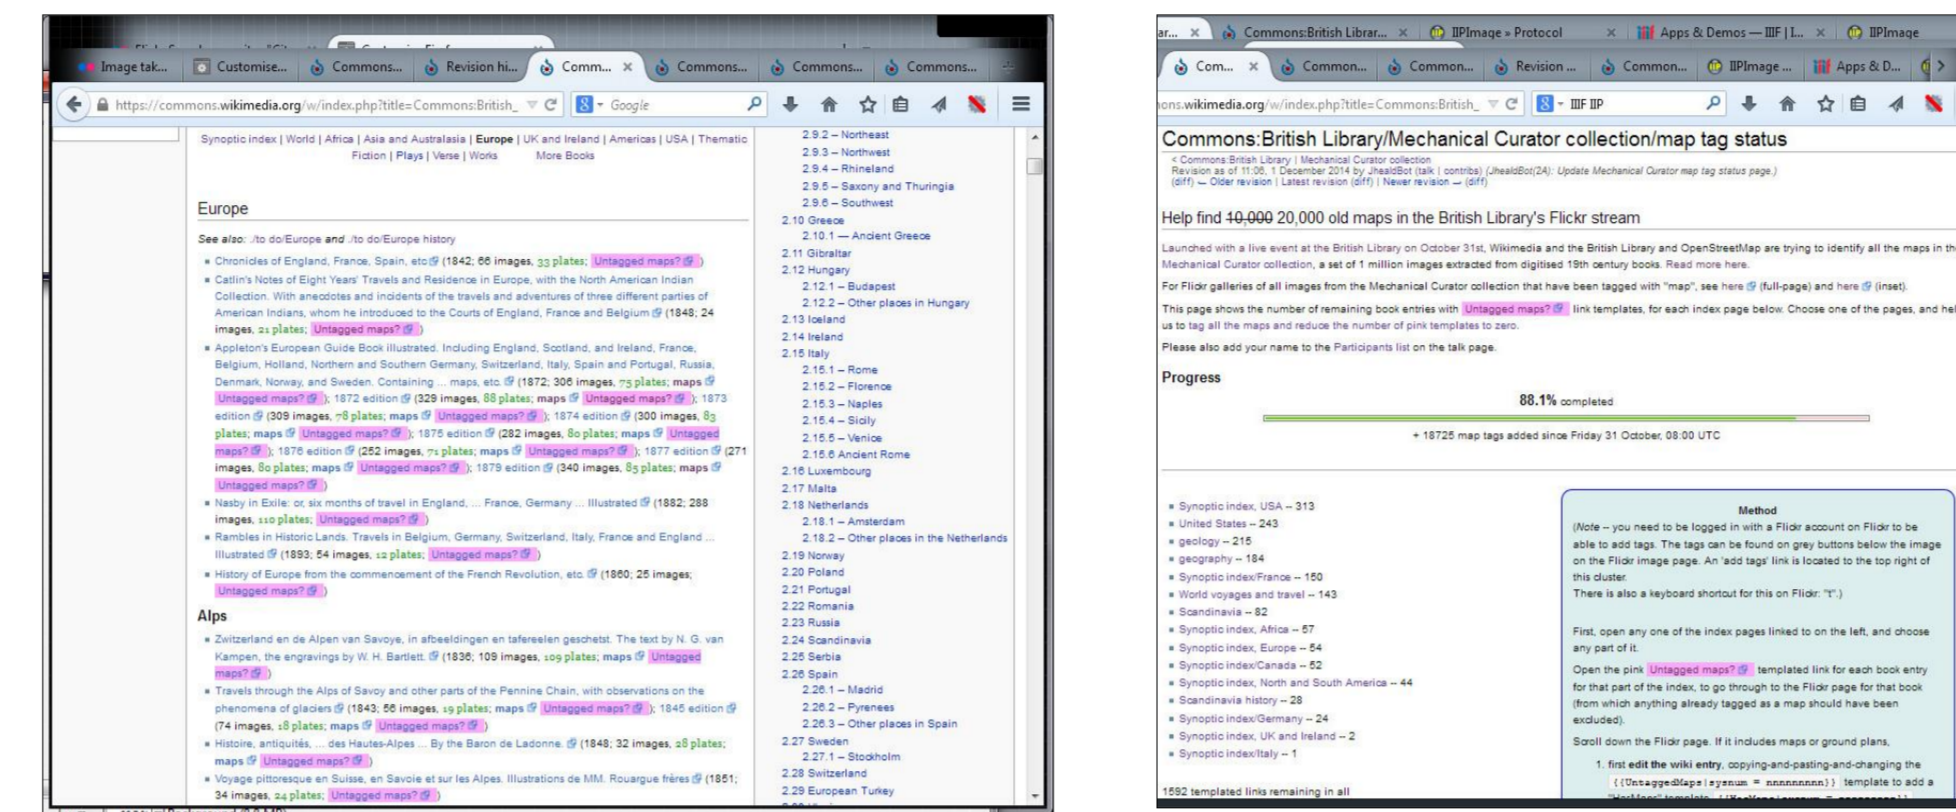 Image tak...
Customise...
Commons...
Revision hi...
Comm... ×
Commons...
Commons...
Commons...
https://commons.wikimedia.org/w/index.php?title=Commons:British_
Google
Synoptic index | World | Africa | Asia and Australasia | Europe | UK and Ireland | Americas | USA | Thematic
Fiction | Plays | Verse | Works More Books
Europe
See also: ./to do/Europe and ./to do/Europe history
Chronicles of England, France, Spain, etc (1842; 66 images, 33 plates; Untagged maps? )
Catlin's Notes of Eight Years' Travels and Residence in Europe, with the North American Indian
Collection. With anecdotes and incidents of the travels and adventures of three different parties of
American Indians, whom he introduced to the Courts of England, France and Belgium (1848; 24
images, 21 plates; Untagged maps? )
Appleton's European Guide Book illustrated. Including England, Scotland, and Ireland, France,
Belgium, Holland, Northern and Southern Germany, Switzerland, Italy, Spain and Portugal, Russia,
Denmark, Norway, and Sweden. Containing ... maps, etc. (1872; 306 images, 75 plates; maps
Untagged maps? ); 1872 edition (329 images, 88 plates; maps Untagged maps? ); 1873
edition (309 images, 78 plates; maps Untagged maps? ); 1874 edition (300 images, 83
plates; maps Untagged maps? ); 1875 edition (282 images, 80 plates; maps Untagged
maps? ); 1876 edition (252 images, 71 plates; maps Untagged maps? ); 1877 edition (271
images, 80 plates; maps Untagged maps? ); 1879 edition (340 images, 85 plates; maps
Untagged maps? )
Nasby in Exile: or, six months of travel in England, ... France, Germany ... Illustrated (1882; 288
images, 110 plates; Untagged maps? )
Rambles in Historic Lands. Travels in Belgium, Germany, Switzerland, Italy, France and England ...
Illustrated (1893; 54 images, 12 plates; Untagged maps? )
History of Europe from the commencement of the French Revolution, etc. (1860; 25 images;
Untagged maps? )
Alps
Zwitzerland en de Alpen van Savoye, in afbeeldingen en tafereelen geschetst. The text by N. G. van
Kampen, the engravings by W. H. Bartlett. (1836; 109 images, 109 plates; maps Untagged
maps? )
Travels through the Alps of Savoy and other parts of the Pennine Chain, with observations on the
phenomena of glaciers (1843; 56 images, 19 plates; maps Untagged maps? ); 1845 edition
(74 images, 18 plates; maps Untagged maps? )
Histoire, antiquités, ... des Hautes-Alpes ... By the Baron de Ladonne. (1848; 32 images, 28 plates;
maps Untagged maps? )
Voyage pittoresque en Suisse, en Savoie et sur les Alpes. Illustrations de MM. Rouargue frères (1851;
34 images, 24 plates; Untagged maps? )
2.9.2 – Northeast
2.9.3 – Northwest
2.9.4 – Rhineland
2.9.5 – Saxony and Thuringia
2.9.6 – Southwest
2.10 Greece
2.10.1 — Ancient Greece
2.11 Gibraltar
2.12 Hungary
2.12.1 – Budapest
2.12.2 – Other places in Hungary
2.13 Iceland
2.14 Ireland
2.15 Italy
2.15.1 – Rome
2.15.2 – Florence
2.15.3 – Naples
2.15.4 – Sicily
2.15.5 – Venice
2.15.6 Ancient Rome
2.16 Luxembourg
2.17 Malta
2.18 Netherlands
2.18.1 – Amsterdam
2.18.2 – Other places in the Netherlands
2.19 Norway
2.20 Poland
2.21 Portugal
2.22 Romania
2.23 Russia
2.24 Scandinavia
2.25 Serbia
2.26 Spain
2.26.1 – Madrid
2.26.2 – Pyrenees
2.26.3 – Other places in Spain
2.27 Sweden
2.27.1 – Stockholm
2.28 Switzerland
2.29 European Turkey
ar... ×
Commons:British Librar... ×
IIPImage » Protocol ×
Apps & Demos — IIIF | I... ×
IIPImage
Com... ×
Common...
Common...
Revision ...
Common...
IIPImage ...
Apps & D...
ons.wikimedia.org/w/index.php?title=Commons:British_
IIIF IIP
Commons:British Library/Mechanical Curator collection/map tag status
< Commons:British Library | Mechanical Curator collection
Revision as of 11:06, 1 December 2014 by JhealdBot (talk | contribs) (JhealdBot(24): Update Mechanical Curator map tag status page.)
(diff) ← Older revision | Latest revision (diff) | Newer revision → (diff)
Help find 10,000 20,000 old maps in the British Library's Flickr stream
Launched with a live event at the British Library on October 31st, Wikimedia and the British Library and OpenStreetMap are trying to identify all the maps in th
Mechanical Curator collection, a set of 1 million images extracted from digitised 19th century books. Read more here.
For Flickr galleries of all images from the Mechanical Curator collection that have been tagged with "map", see here (full-page) and here (inset).
This page shows the number of remaining book entries with Untagged maps? link templates, for each index page below. Choose one of the pages, and hel
us to tag all the maps and reduce the number of pink templates to zero.
Please also add your name to the Participants list on the talk page.
Progress
88.1% completed
+ 18725 map tags added since Friday 31 October, 08:00 UTC
Synoptic index, USA -- 313
United States -- 243
geology -- 215
geography -- 184
Synoptic index/France -- 150
World voyages and travel -- 143
Scandinavia -- 82
Synoptic index, Africa -- 57
Synoptic index, Europe -- 54
Synoptic index/Canada -- 52
Synoptic index, North and South America -- 44
Scandinavia history -- 28
Synoptic index/Germany -- 24
Synoptic index, UK and Ireland -- 2
Synoptic index/Italy -- 1
1592 templated links remaining in all
Method
(Note -- you need to be logged in with a Flickr account on Flickr to be
able to add tags. The tags can be found on grey buttons below the image
on the Flickr image page. An 'add tags' link is located to the top right of
this cluster.
There is also a keyboard shortcut for this on Flickr: "t".)
First, open any one of the index pages linked to on the left, and choose
any part of it.
Open the pink Untagged maps? templated link for each book entry
for that part of the index, to go through to the Flickr page for that book
(from which anything already tagged as a map should have been
excluded).
Scroll down the Flickr page. If it includes maps or ground plans,
1. first edit the wiki entry, copying-and-pasting-and-changing the
{{UntaggedMaps|sysnum = nnnnnnnnn}} template to add a